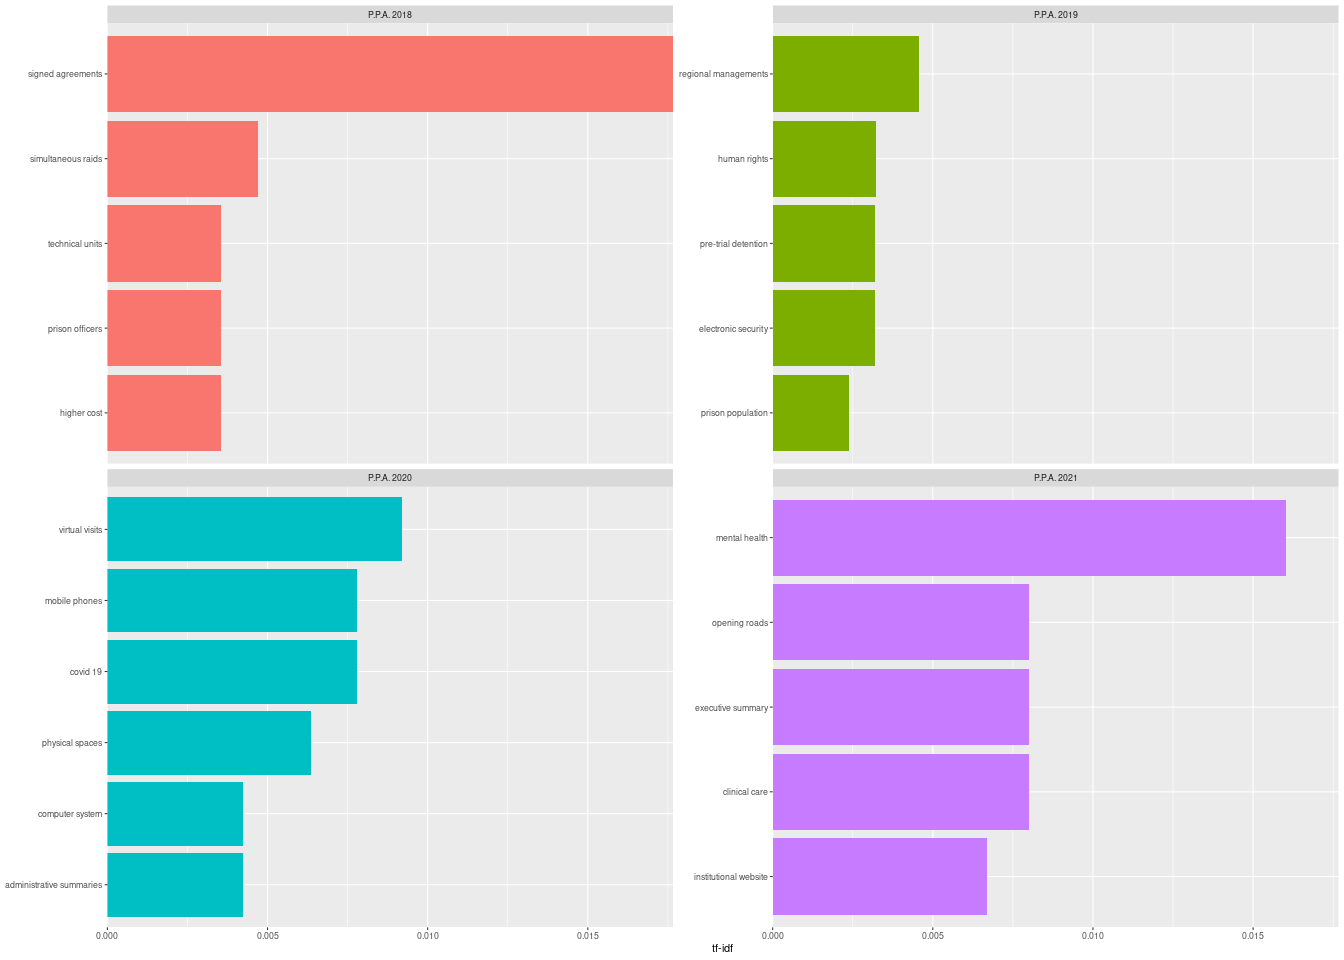 P.P.A. 2018
signed agreements
simultaneous raids
technical units
prison officers
higher cost
P.P.A. 2019
regional managements
human rights
pre-trial detention
electronic security
prison population
P.P.A. 2020
virtual visits
mobile phones
covid 19
physical spaces
computer system
administrative summaries
0.000 0.005 0.010 0.015
P.P.A. 2021
mental health
opening roads
executive summary
clinical care
institutional website
0.000 0.005 0.010 0.015
tf-idf